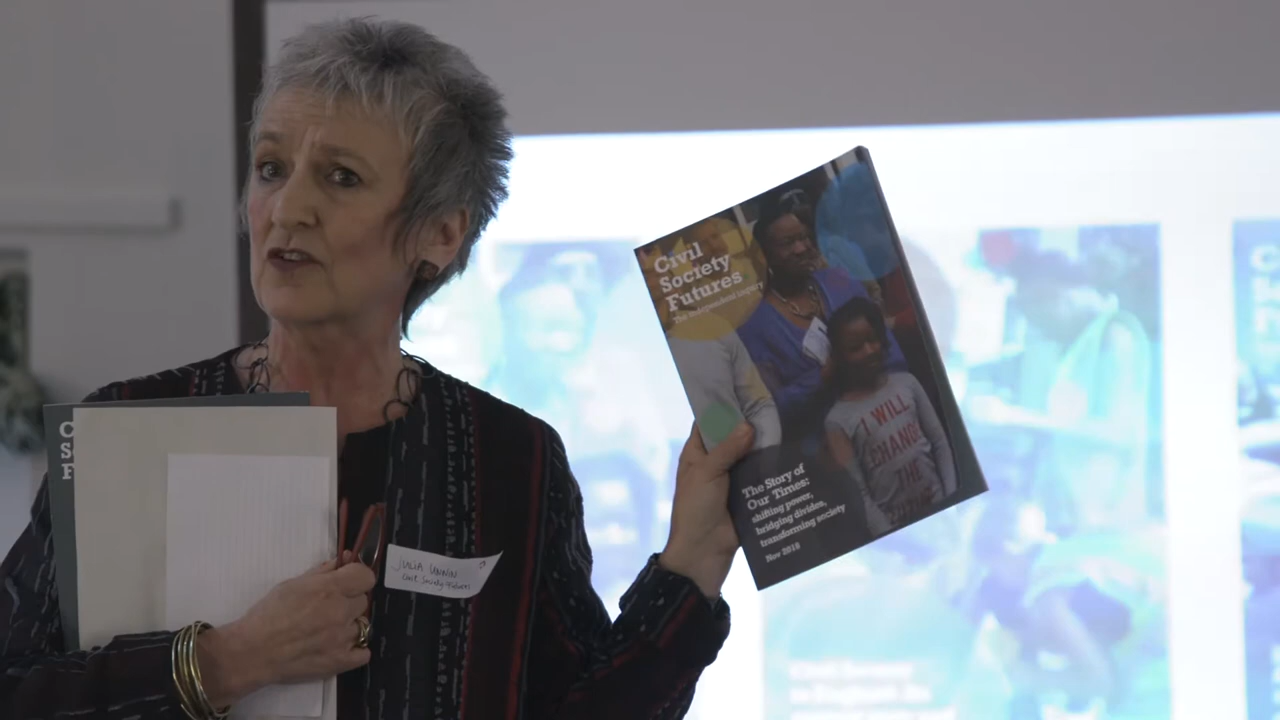 Civil
Society
Futures
The independent inquiry
I WILL
CHANGE
THE
The Story of
Our Times:
shifting power,
bridging divides,
transforming society
Nov 2018
C
S
F
JULIA UNWIN
Civil Society Futures